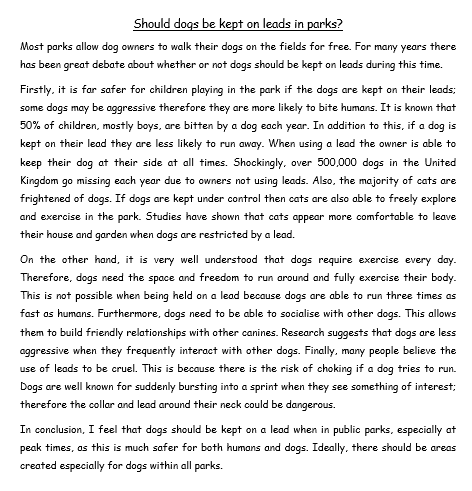 Should dogs be kept on leads in parks?
Most parks allow dog owners to walk their dogs on the fields for free. For many years there
has been great debate about whether or not dogs should be kept on leads during this time.
Firstly, it is far safer for children playing in the park if the dogs are kept on their leads;
some dogs may be aggressive therefore they are more likely to bite humans. It is known that
50% of children, mostly boys, are bitten by a dog each year. In addition to this, if a dog is
kept on their lead they are less likely to run away. When using a lead the owner is able to
keep their dog at their side at all times. Shockingly, over 500,000 dogs in the United
Kingdom go missing each year due to owners not using leads. Also, the majority of cats are
frightened of dogs. If dogs are kept under control then cats are also able to freely explore
and exercise in the park. Studies have shown that cats appear more comfortable to leave
their house and garden when dogs are restricted by a lead.
On the other hand, it is very well understood that dogs require exercise every day.
Therefore, dogs need the space and freedom to run around and fully exercise their body.
This is not possible when being held on a lead because dogs are able to run three times as
fast as humans. Furthermore, dogs need to be able to socialise with other dogs. This allows
them to build friendly relationships with other canines. Research suggests that dogs are less
aggressive when they frequently interact with other dogs. Finally, many people believe the
use of leads to be cruel. This is because there is the risk of choking if a dog tries to run.
Dogs are well known for suddenly bursting into a sprint when they see something of interest;
therefore the collar and lead around their neck could be dangerous.
In conclusion, I feel that dogs should be kept on a lead when in public parks, especially at
peak times, as this is much safer for both humans and dogs. Ideally, there should be areas
created especially for dogs within all parks.